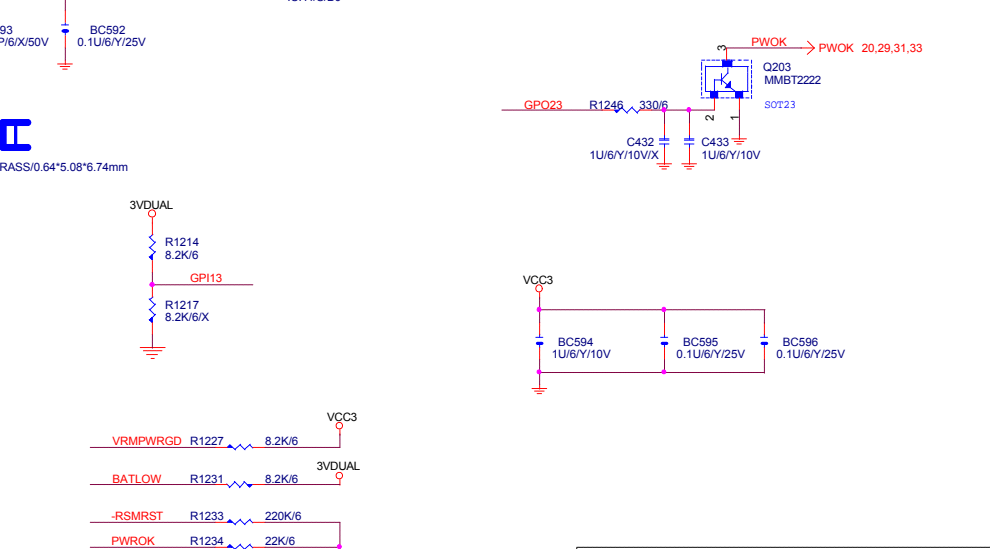 93
P/6/X/50V
BC592
0.1U/6/Y/25V
RASS/0.64*5.08*6.74mm
3
PWOK
PWOK 20,29,31,33
Q203
MMBT2222
SOT23
GPO23
R1246
330/6
2
1
C432
1U/6/Y/10V/X
C433
1U/6/Y/10V
3VDUAL
R1214
8.2K/6
GPI13
R1217
8.2K/6/X
VCC3
BC594
1U/6/Y/10V
BC595
0.1U/6/Y/25V
BC596
0.1U/6/Y/25V
VCC3
VRMPWRGD R1227 8.2K/6
3VDUAL
BATLOW R1231 8.2K/6
-RSMRST R1233 220K/6
PWROK R1234 22K/6